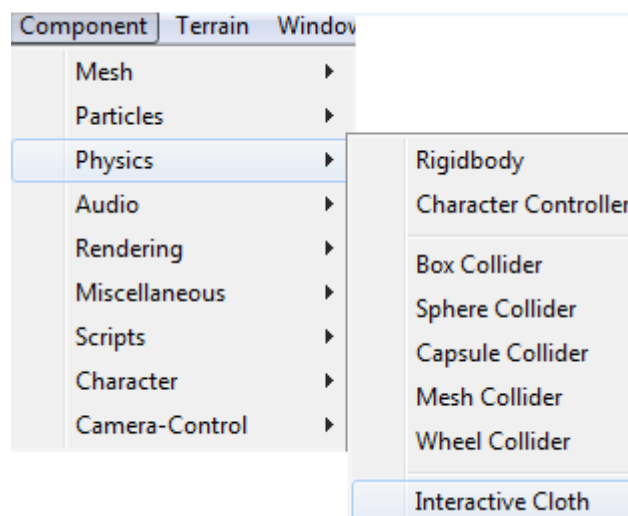 Component Terrain Window
Mesh
Particles
Physics
Audio
Rendering
Miscellaneous
Scripts
Character
Camera-Control
Rigidbody
Character Controller
Box Collider
Sphere Collider
Capsule Collider
Mesh Collider
Wheel Collider
Interactive Cloth